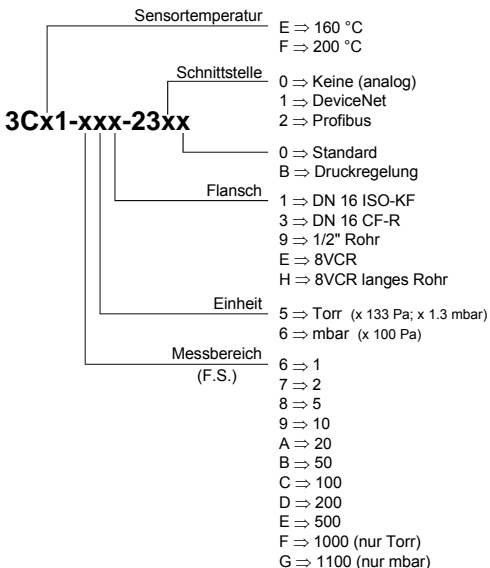 Sensortemperatur
E ⇒ 160 °C
F ⇒ 200 °C
Schnittstelle
0 ⇒ Keine (analog)
1 ⇒ DeviceNet
2 ⇒ Profibus
3Cx1-xxx-23xx
0 ⇒ Standard
B ⇒ Druckregelung
Flansch
1 ⇒ DN 16 ISO-KF
3 ⇒ DN 16 CF-R
9 ⇒ 1/2" Rohr
E ⇒ 8VCR
H ⇒ 8VCR langes Rohr
Einheit
5 ⇒ Torr (x 133 Pa; x 1.3 mbar)
6 ⇒ mbar (x 100 Pa)
Messbereich
(F.S.)
6 ⇒ 1
7 ⇒ 2
8 ⇒ 5
9 ⇒ 10
A ⇒ 20
B ⇒ 50
C ⇒ 100
D ⇒ 200
E ⇒ 500
F ⇒ 1000 (nur Torr)
G ⇒ 1100 (nur mbar)